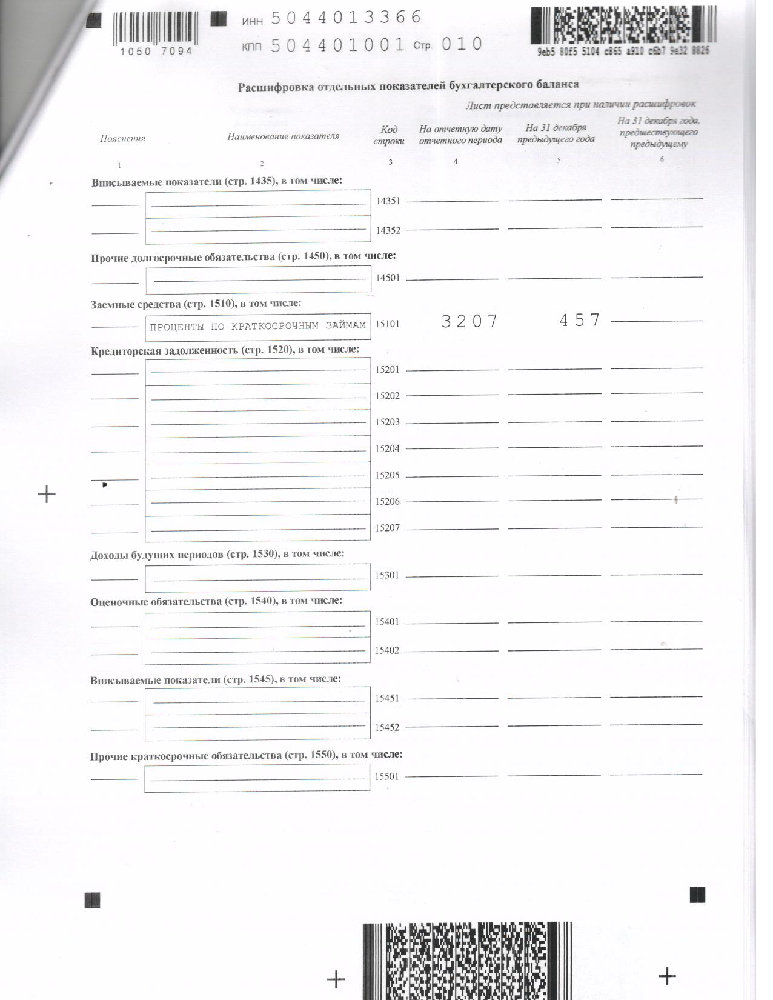 ИНН 5044013366
1050 7094
КПП 504401001 Стр. 010
9eb5 80f5 5104 c865 a910 c6b7 9e32 8826
Расшифровка отдельных показателей бухгалтерского баланса
Лист представляется при наличии расшифровок
Пояснения Наименование показателя Код строки На отчетную дату отчетного периода На 31 декабря предыдущего года На 31 декабря года, предшествующего предыдущему
1 2 3 4 5 6
Вписываемые показатели (стр. 1435), в том числе:
14351
14352
Прочие долгосрочные обязательства (стр. 1450), в том числе:
14501
Заемные средства (стр. 1510), в том числе:
ПРОЦЕНТЫ ПО КРАТКОСРОЧНЫМ ЗАЙМАМ 15101 3207 457
Кредиторская задолженность (стр. 1520), в том числе:
15201
15202
15203
15204
15205
15206
15207
Доходы будущих периодов (стр. 1530), в том числе:
15301
Оценочные обязательства (стр. 1540), в том числе:
15401
15402
Вписываемые показатели (стр. 1545), в том числе:
15451
15452
Прочие краткосрочные обязательства (стр. 1550), в том числе:
15501